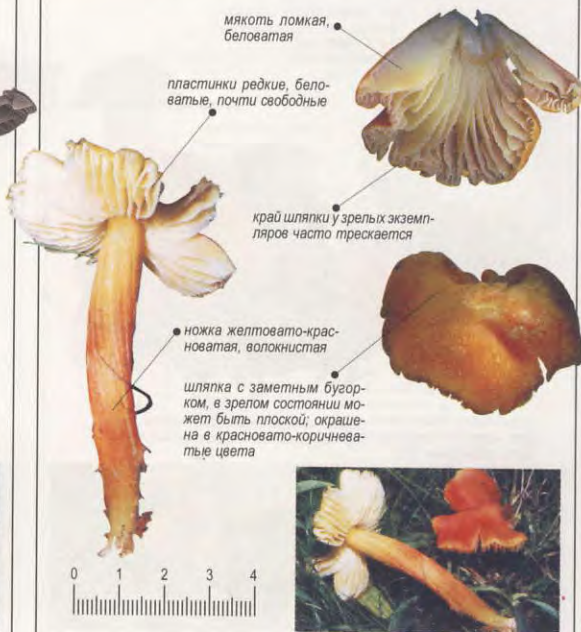 мякоть ломкая,
беловатая
пластинки редкие, бело-
ватые, почти свободные
край шляпки у зрелых экземп-
ляров часто трескается
ножка желтовато-крас-
новатая, волокнистая
шляпка с заметным бугор-
ком, в зрелом состоянии мо-
жет быть плоской; окраше-
на в красновато-коричнева-
тые цвета
0 1 2 3 4